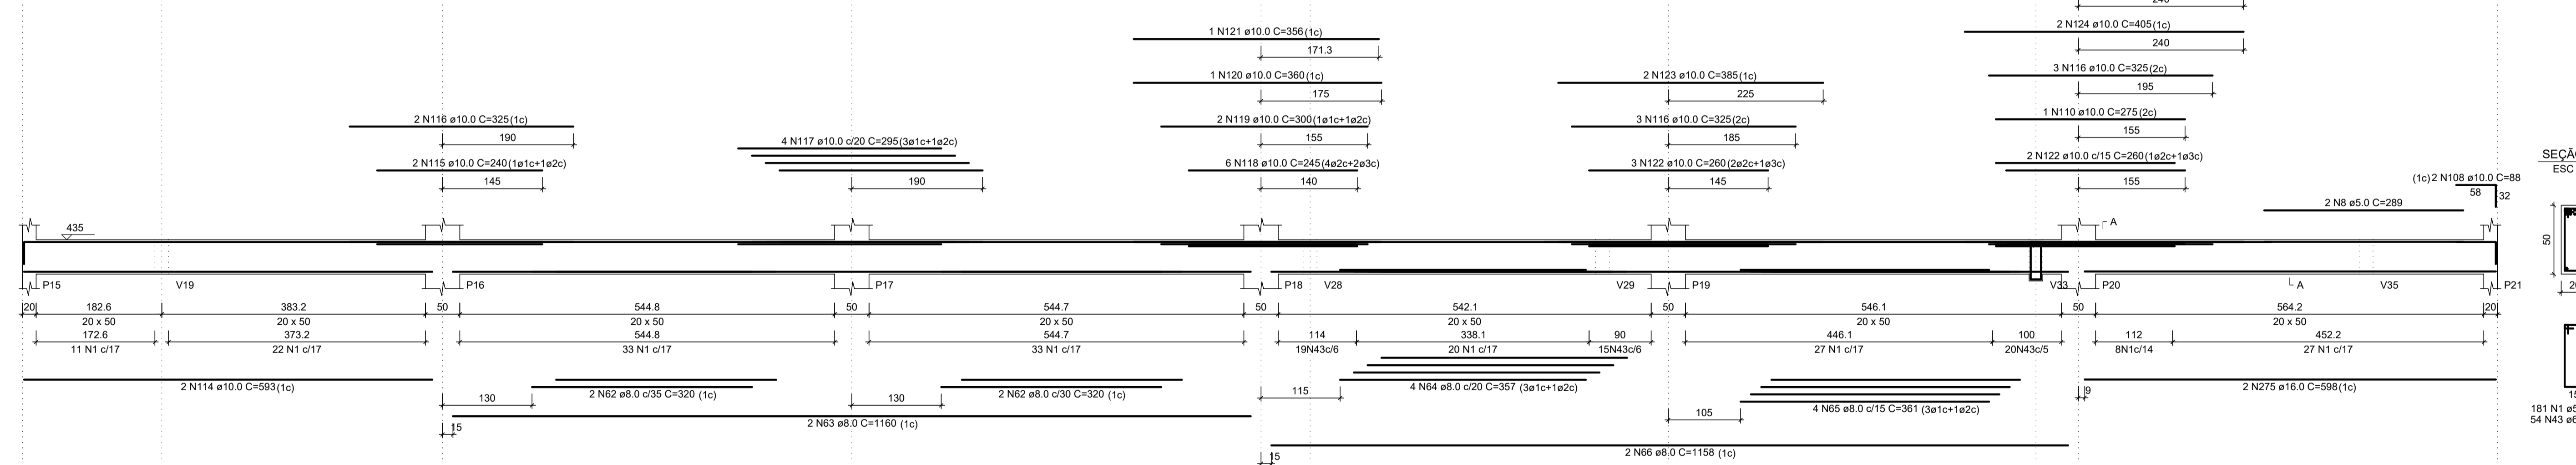 240
2 N124 ø10.0 C=405(1c)
240
1 N121 ø10.0 C=356(1c)
171.3
3 N116 ø10.0 C=325(2c)
195
1 N120 ø10.0 C=360(1c)
175
2 N123 ø10.0 C=385(1c)
225
2 N116 ø10.0 C=325(1c)
190
2 N119 ø10.0 C=300(1ø1c+1ø2c)
155
3 N116 ø10.0 C=325(2c)
185
1 N110 ø10.0 C=275(2c)
155
4 N117 ø10.0 c/20 C=295(3ø1c+1ø2c)
190
2 N115 ø10.0 C=240(1ø1c+1ø2c)
145
6 N118 ø10.0 C=245(4ø2c+2ø3c)
140
3 N122 ø10.0 C=260(2ø2c+1ø3c)
145
2 N122 ø10.0 c/15 C=260(1ø2c+1ø3c)
155
SEÇÃ
ESC
(1c)2 N108 ø10.0 C=88
58
32
2 N8 ø5.0 C=289
435
A
50
P15 V19 P16 P17 P18 V28 V29 P19 V33 P20 A V35 P21
20 182.6 383.2 50 544.8 50 544.7 50 542.1 50 546.1 50 564.2 20
20 x 50 20 x 50 20 x 50 20 x 50 20 x 50 20 x 50 20 x 50
172.6 373.2 544.8 544.7 114 338.1 90 446.1 100 112 452.2
11 N1 c/17 22 N1 c/17 33 N1 c/17 33 N1 c/17 19N43c/6 20 N1 c/17 15N43c/6 27 N1 c/17 20N43c/5 8N1c/14 27 N1 c/17
2 N114 ø10.0 C=593(1c)
130
2 N62 ø8.0 c/35 C=320 (1c)
130
2 N62 ø8.0 c/30 C=320 (1c)
115
4 N64 ø8.0 c/20 C=357 (3ø1c+1ø2c)
105
4 N65 ø8.0 c/15 C=361 (3ø1c+1ø2c)
9
2 N275 ø16.0 C=598(1c)
15
2 N63 ø8.0 C=1160 (1c)
15
2 N66 ø8.0 C=1158 (1c)
181 N1 ø5
54 N43 ø6